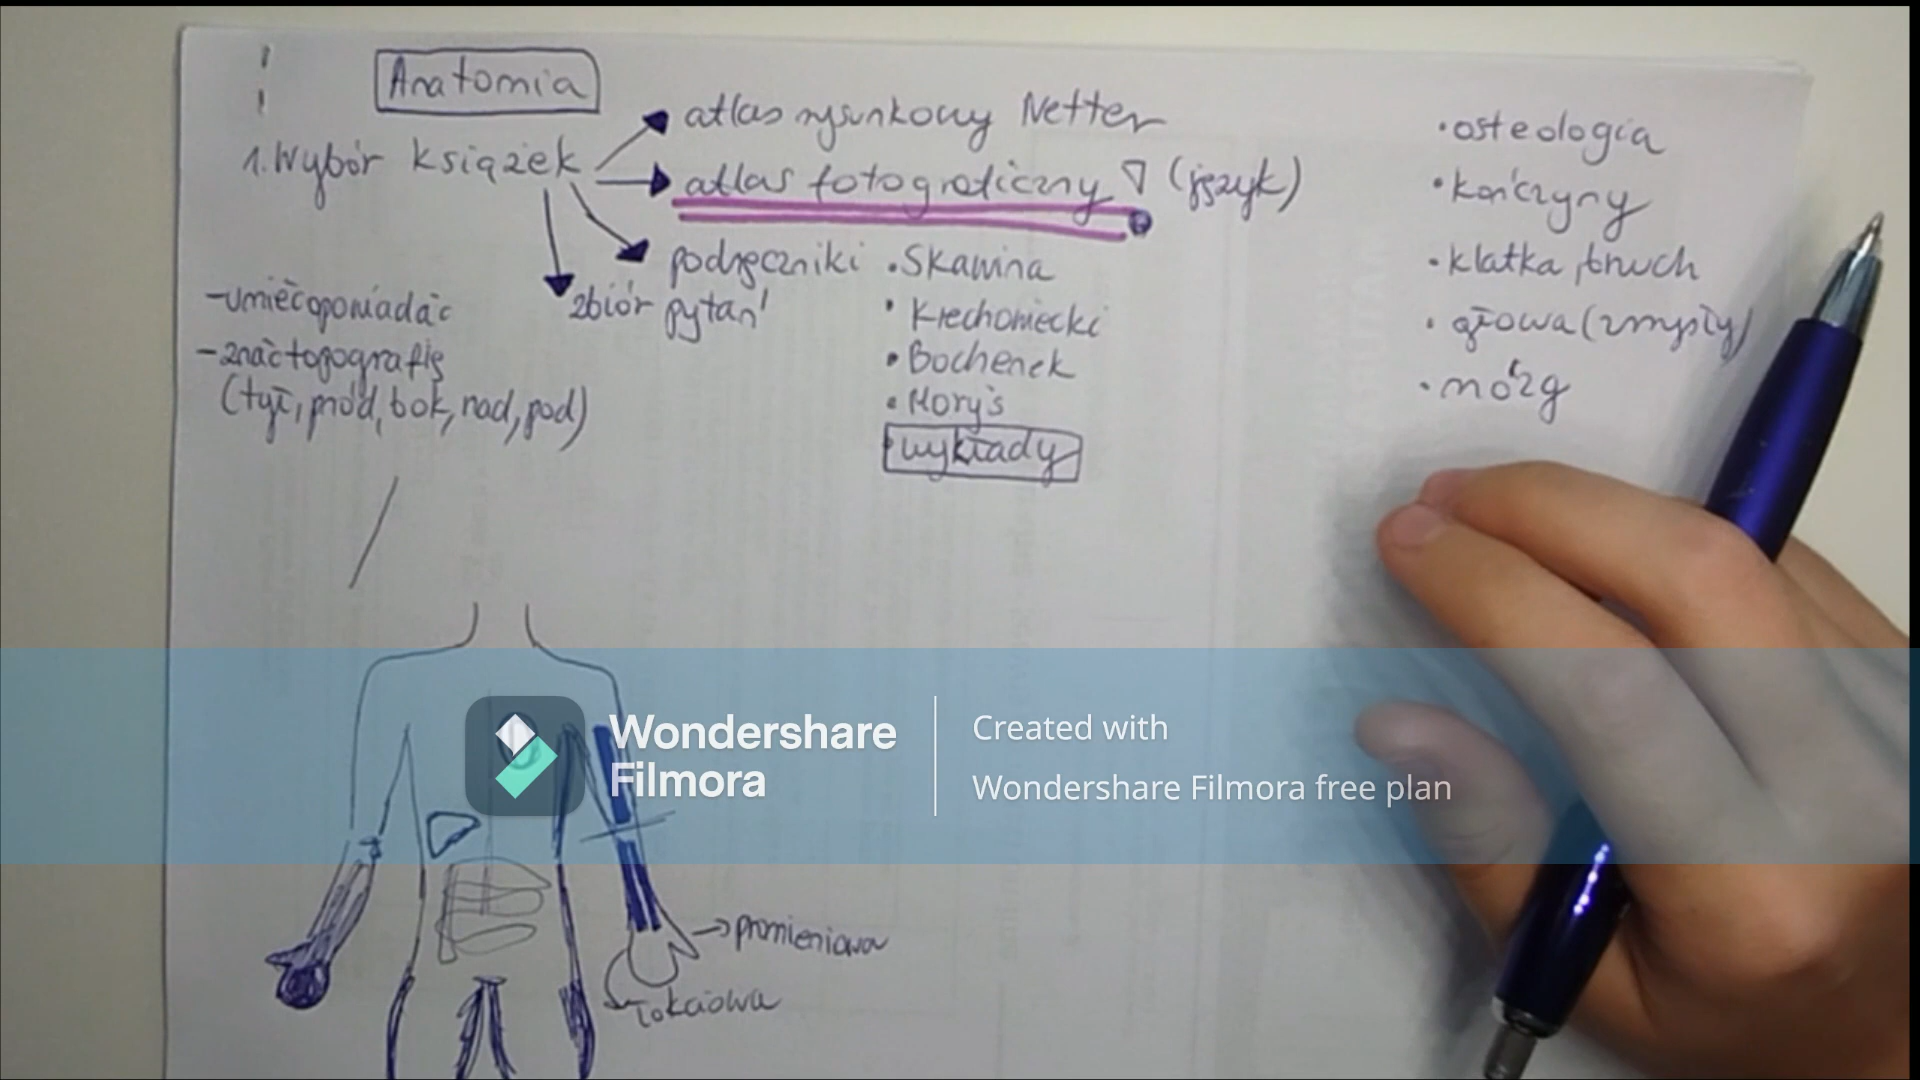 Anatomia
1. Wybór książek
atlas rysunkowy Netter
atlas fotograficzny (język)
podręczniki
• Skawina
• Krechowiecki
• Bochenek
• Moryś
• wykłady
zbiór pytań
- umieć opowiadać
- znać topografię
(tył, przód, bok, nad, pod)
• osteologia
• kończyny
• klatka, brzuch
• głowa (zmysły)
• mózg
promieniowa
łokciowa
Wondershare
Filmora
Created with
Wondershare Filmora free plan